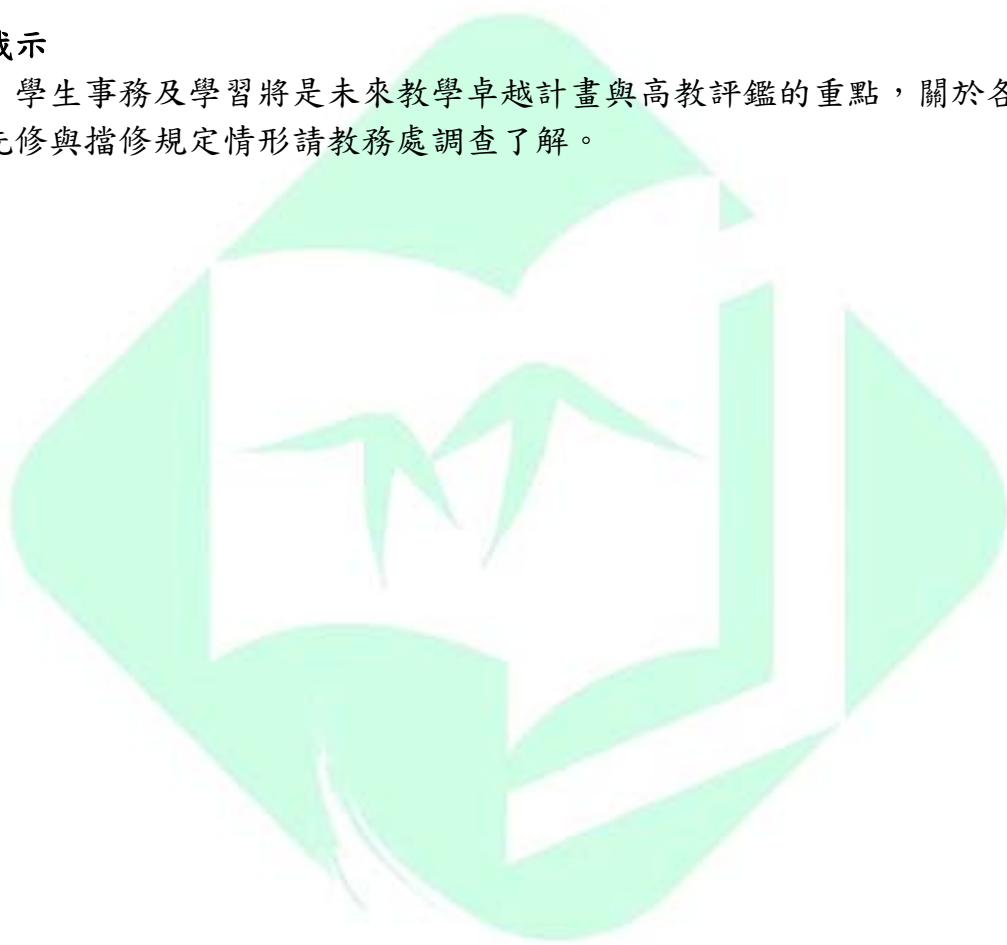 示
學生事務及學習將是未來教學卓越計畫與高教評鑑的重點，關於各
修與擋修規定情形請教務處調查了解。